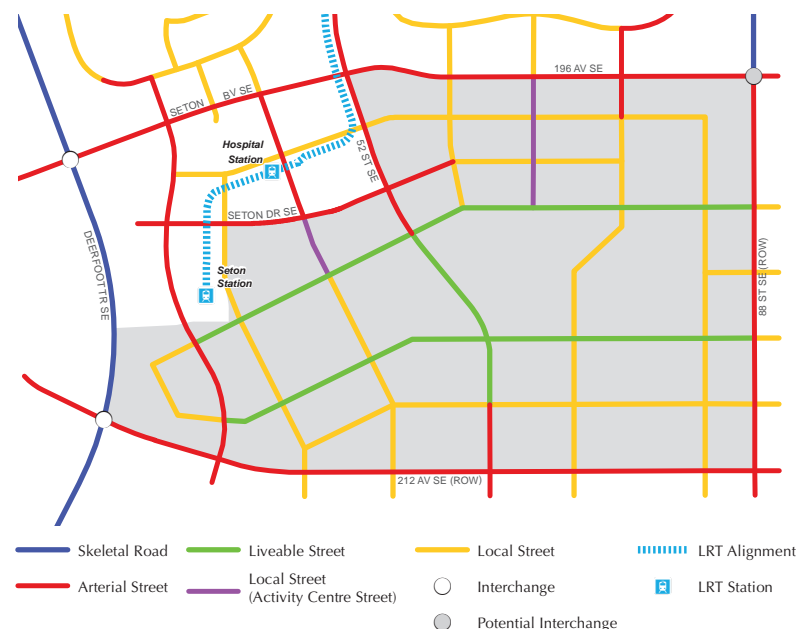 196 AV SE
SETON BV SE
Hospital
Station
52 ST SE
SETON DR SE
DEERFOOT TR SE
Seton
Station
88 ST SE (ROW)
212 AV SE (ROW)
Skeletal Road
Liveable Street
Local Street
LRT Alignment
Arterial Street
Local Street
(Activity Centre Street)
Interchange
LRT Station
Potential Interchange